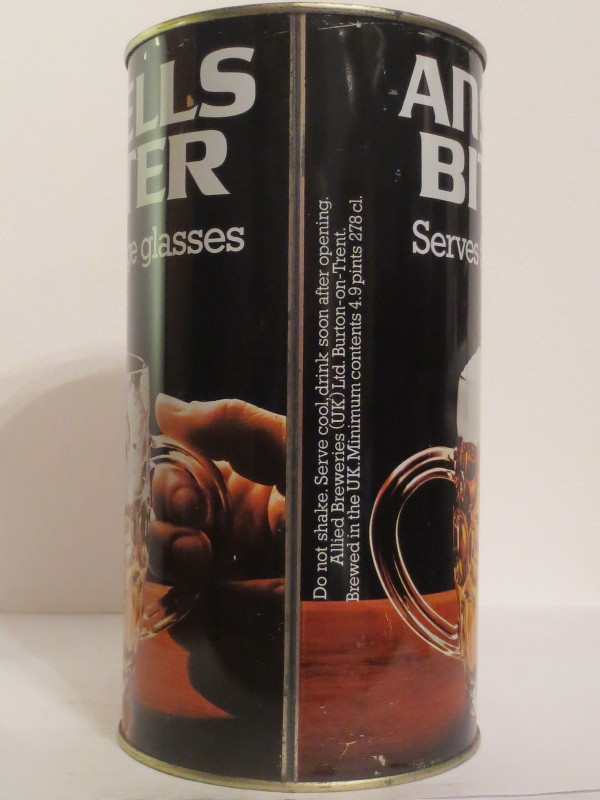 ELLS
TER
glasses
AN
BI
Serves
Do not shake. Serve cool, drink soon after opening.
Allied Breweries (UK) Ltd. Burton-on-Trent.
Brewed in the UK. Minimum contents 4.9 pints 278 cl.